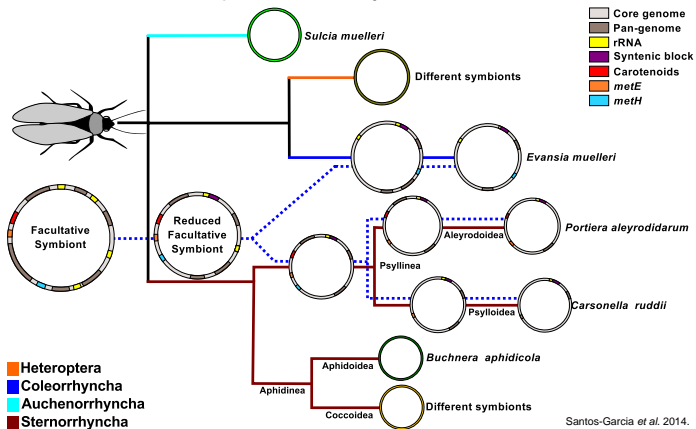 Core genome
Pan-genome
rRNA
Syntenic block
Carotenoids
metE
metH
Sulcia muelleri
Different symbionts
Evansia muelleri
Facultative
Symbiont
Reduced
Facultative
Symbiont
Portiera aleyrodidarum
Aleyrodoidea
Psyllinea
Carsonella ruddii
Psylloidea
Buchnera aphidicola
Aphidoidea
Aphidinea
Different symbionts
Coccoidea
Heteroptera
Coleorrhyncha
Auchenorrhyncha
Sternorrhyncha
Santos-Garcia et al. 2014.